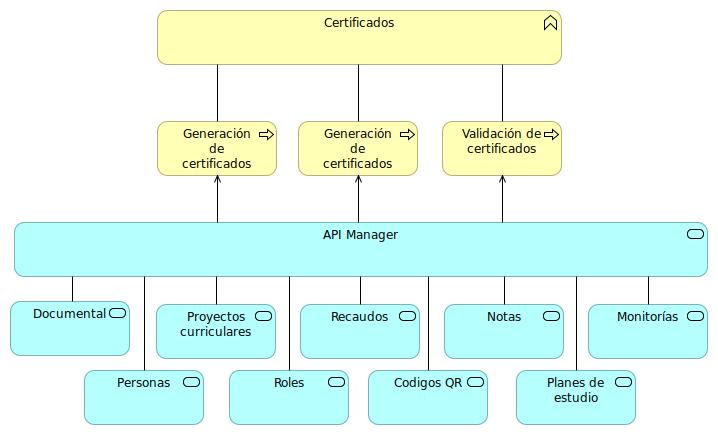 Certificados
Generación
de
certificados
Generación
de
certificados
Validación de
certificados
API Manager
Documental
Proyectos
curriculares
Recaudos
Notas
Monitorías
Personas
Roles
Codigos QR
Planes de
estudio